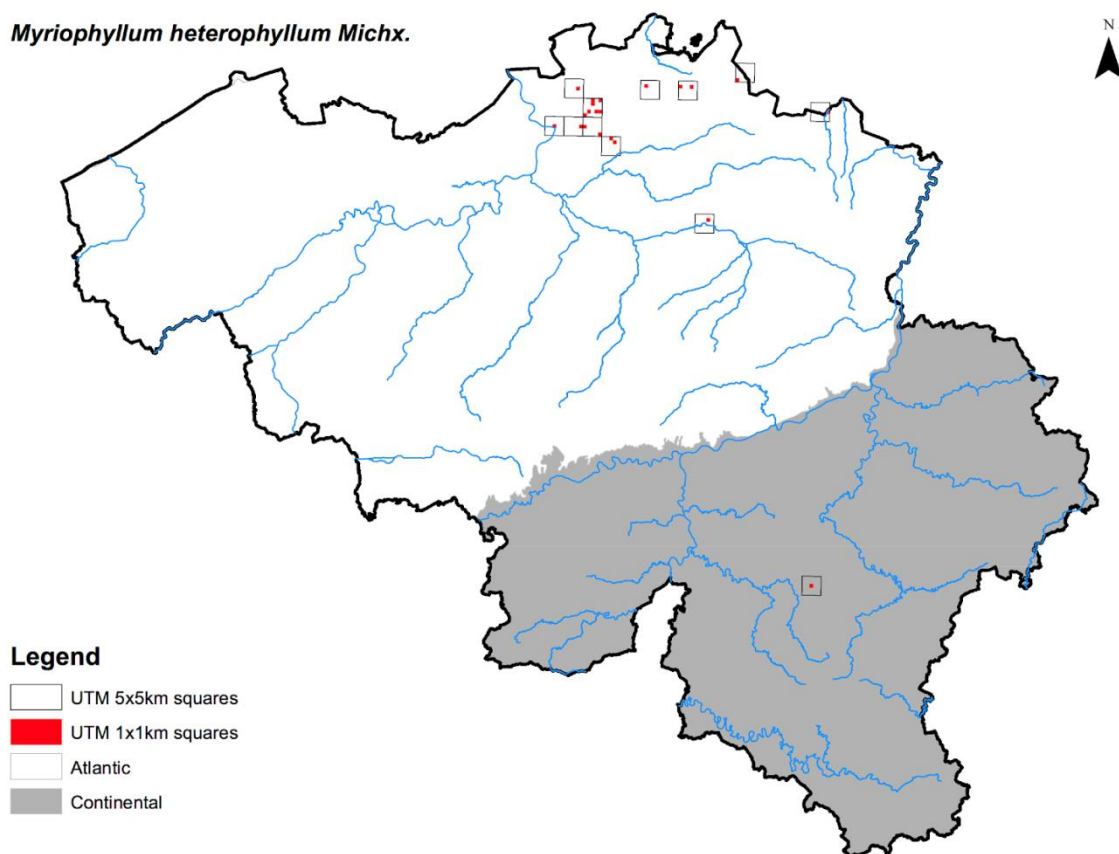 Myriophyllum heterophyllum Michx.
N
Legend
UTM 5x5km squares
UTM 1x1km squares
Atlantic
Continental